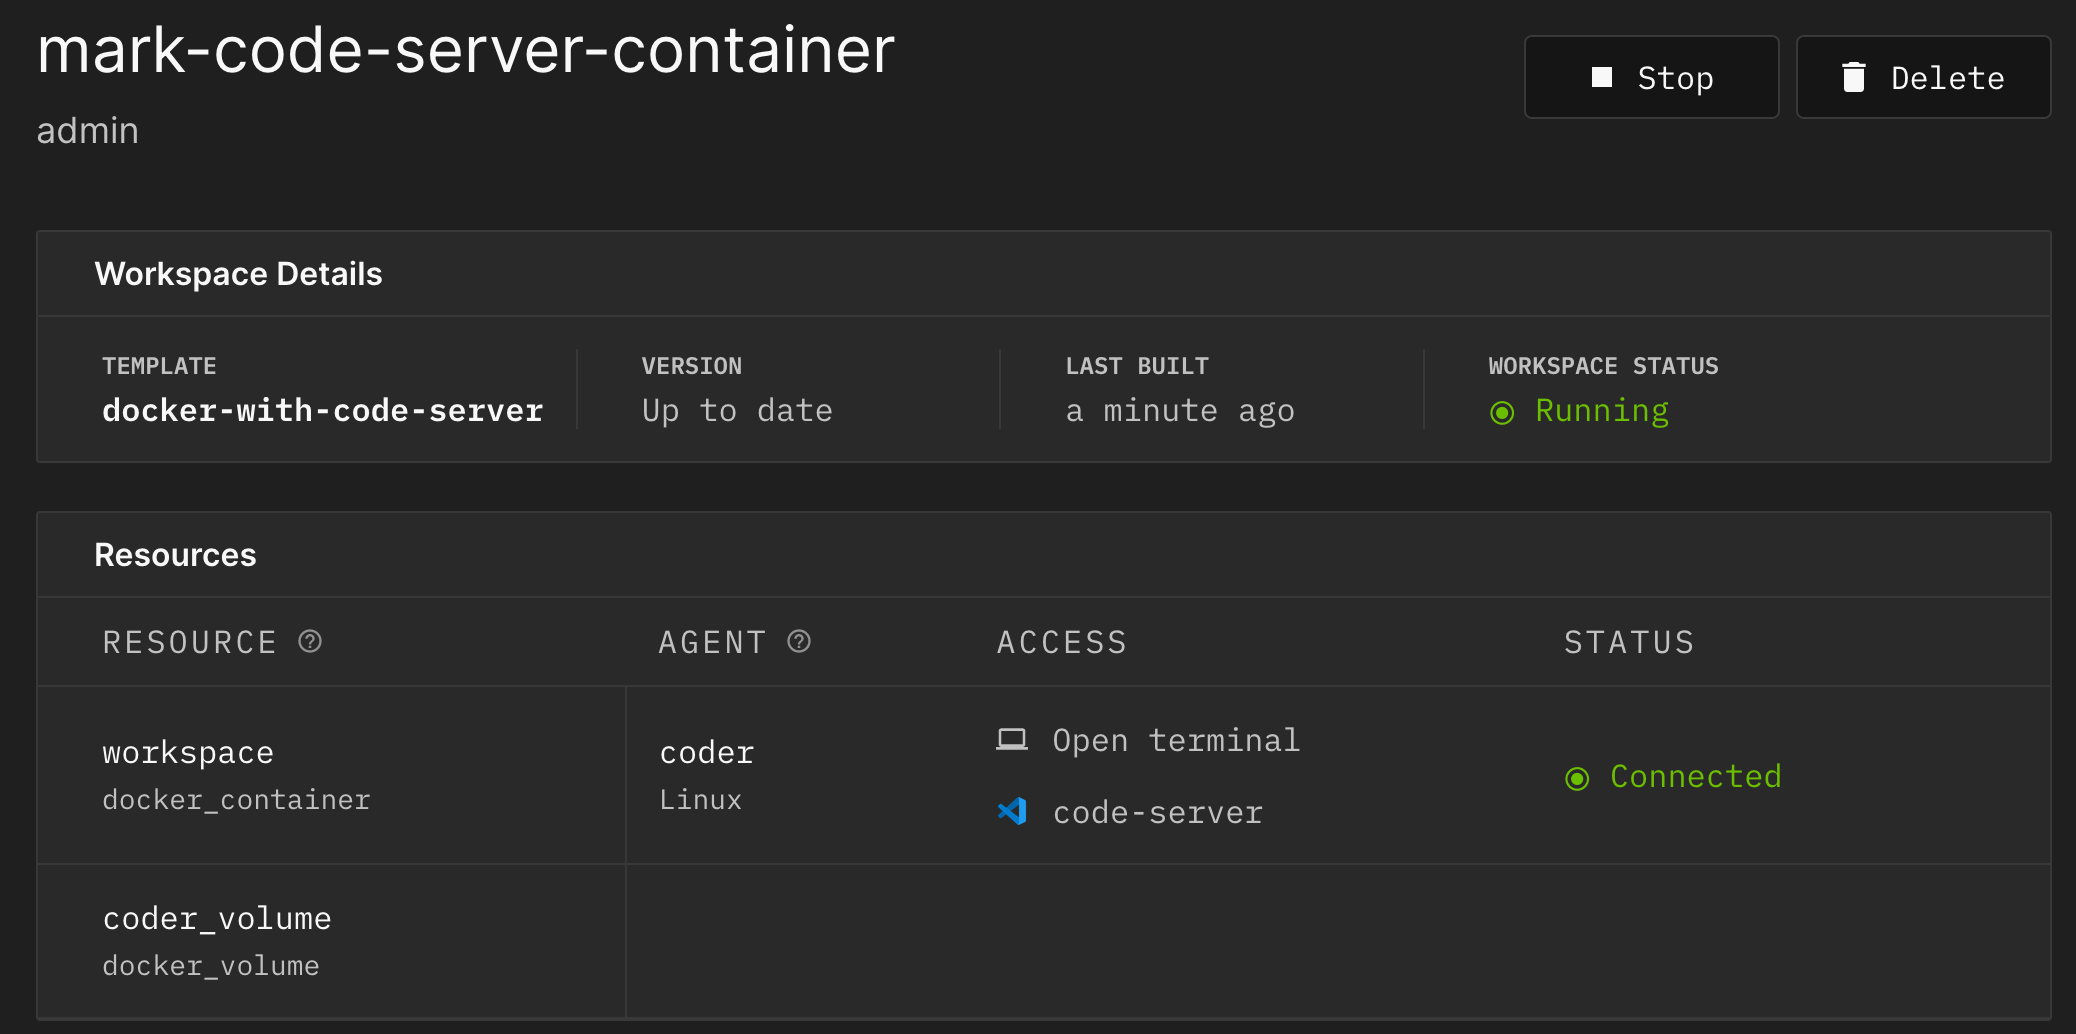 mark-code-server-container
admin
Stop
Delete
Workspace Details
TEMPLATE
docker-with-code-server
VERSION
Up to date
LAST BUILT
a minute ago
WORKSPACE STATUS
Running
Resources
RESOURCE
AGENT
ACCESS
STATUS
workspace
docker_container
coder
Linux
Open terminal
code-server
Connected
coder_volume
docker_volume